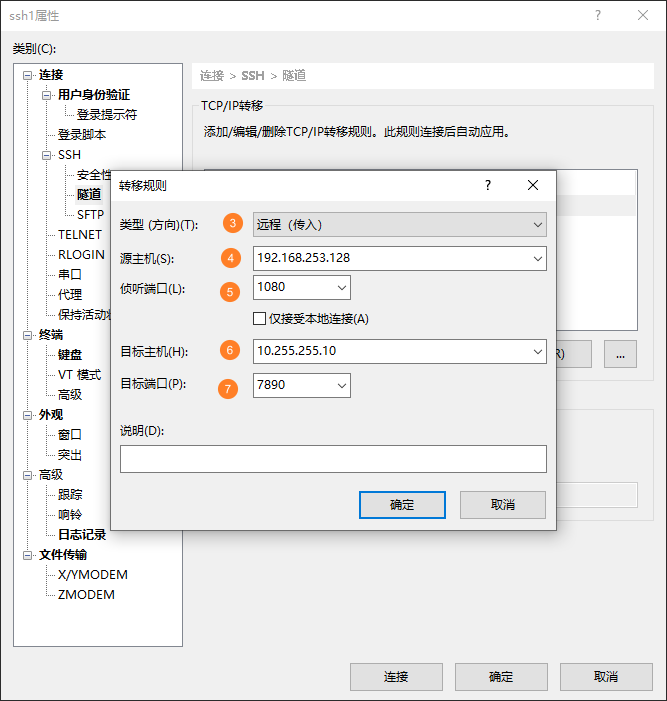 ssh1属性
类别(C):
连接
用户身份验证
登录提示符
登录脚本
SSH
安全性
隧道
SFTP
TELNET
RLOGIN
串口
代理
保持活动
终端
键盘
VT 模式
高级
外观
窗口
突出
高级
跟踪
响铃
日志记录
文件传输
X/YMODEM
ZMODEM
连接 > SSH > 隧道
TCP/IP转移
添加/编辑/删除TCP/IP转移规则。此规则连接后自动应用。
R)
...
转移规则
?
类型 (方向)(T): 3 远程（传入）
源主机(S): 4 192.168.253.128
侦听端口(L): 5 1080
仅接受本地连接(A)
目标主机(H): 6 10.255.255.10
目标端口(P): 7 7890
说明(D):
确定
取消
连接
确定
取消